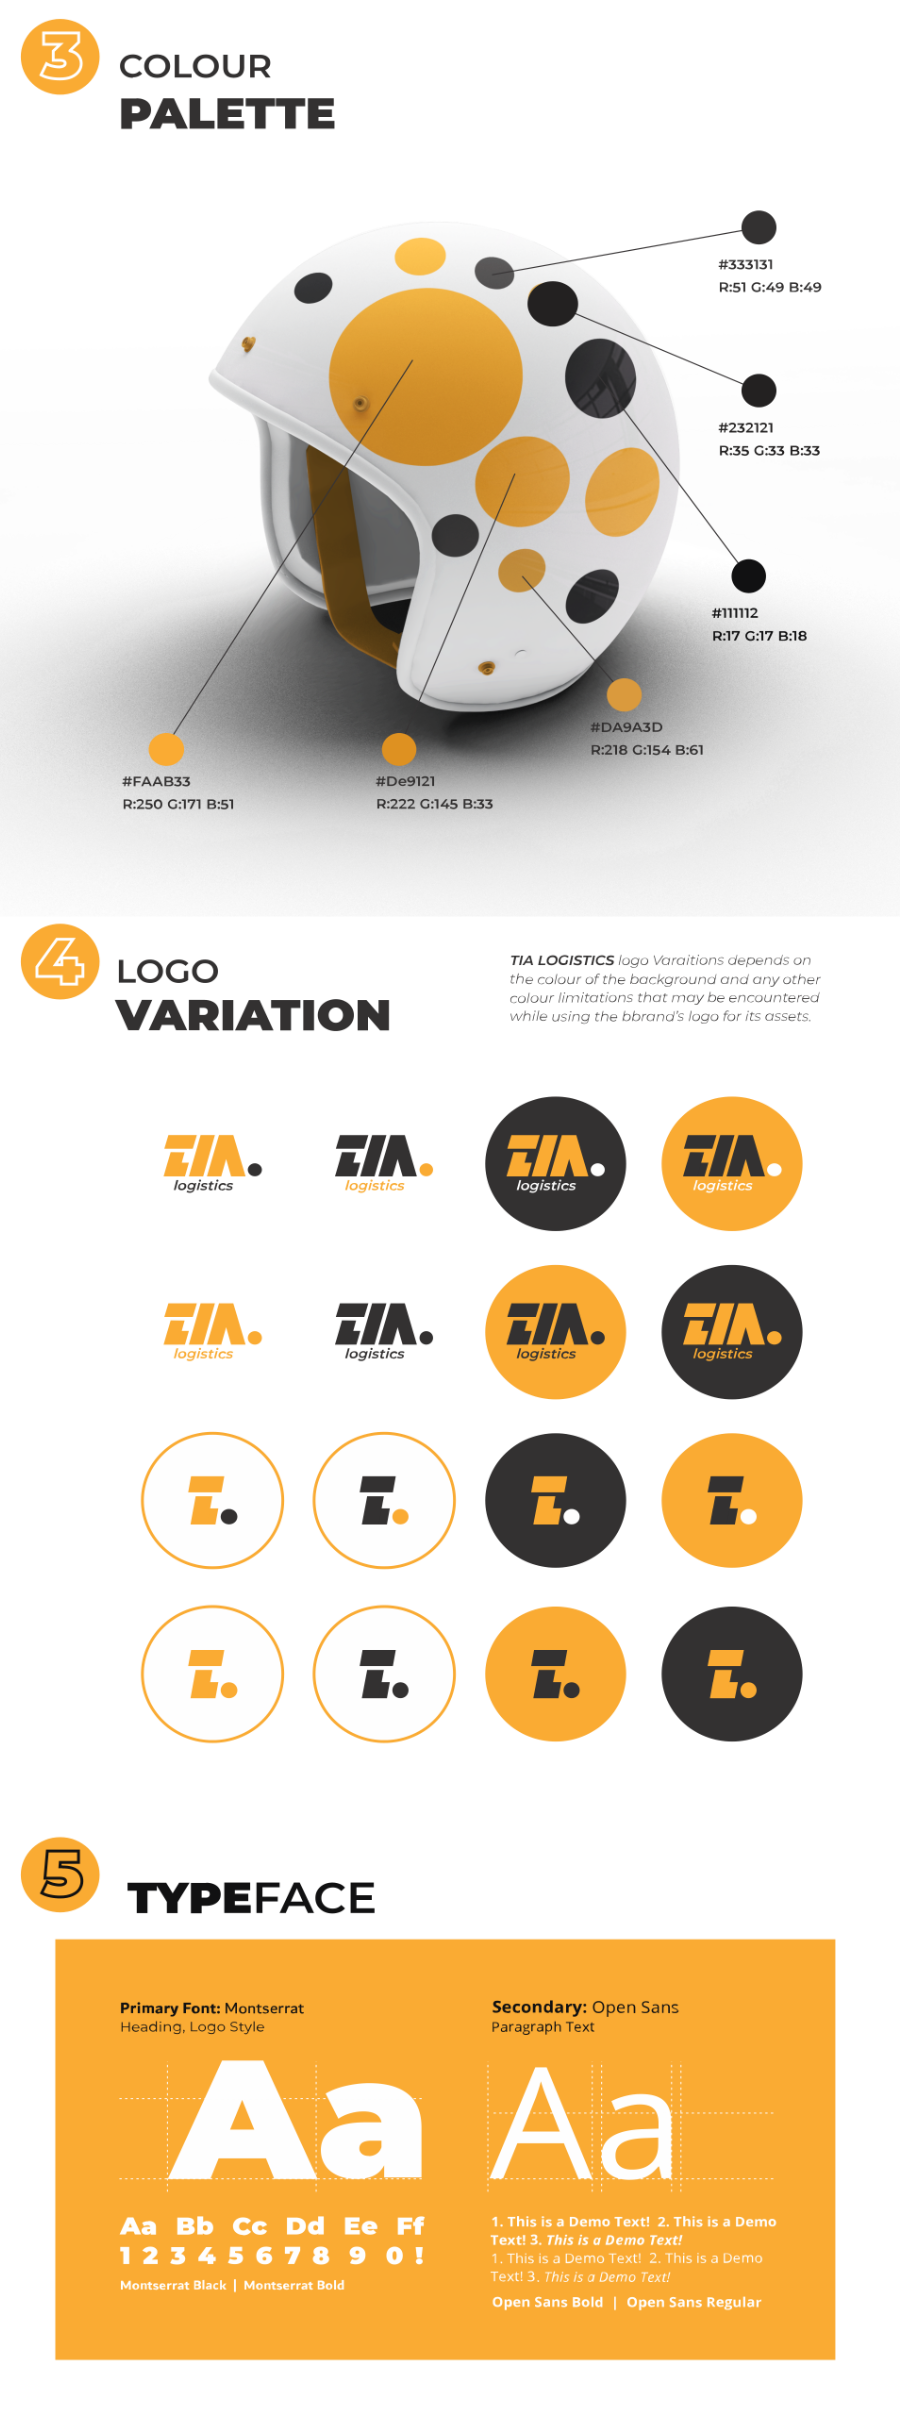 3
COLOUR
PALETTE
#333131
R:51 G:49 B:49
#232121
R:35 G:33 B:33
#111112
R:17 G:17 B:18
#DA9A3D
R:218 G:154 B:61
#FAAB33
R:250 G:171 B:51
#De9121
R:222 G:145 B:33
4
LOGO
VARIATION
TIA LOGISTICS logo Varaitions depends on
the colour of the background and any other
colour limitations that may be encountered
while using the bbrand's logo for its assets.
TIA.
logistics
TIA.
logistics
TIA.
logistics
TIA.
logistics
TIA.
logistics
TIA.
logistics
TIA.
logistics
TIA.
logistics
T.
T.
T.
T.
T.
T.
T.
T.
5
TYPEFACE
Primary Font: Montserrat
Heading, Logo Style
Aa
Aa Bb Cc Dd Ee Ff
1 2 3 4 5 6 7 8 9 0 !
Montserrat Black | Montserrat Bold
Secondary: Open Sans
Paragraph Text
Aa
1. This is a Demo Text! 2. This is a Demo
Text! 3. This is a Demo Text!
1. This is a Demo Text! 2. This is a Demo
Text! 3. This is a Demo Text!
Open Sans Bold | Open Sans Regular